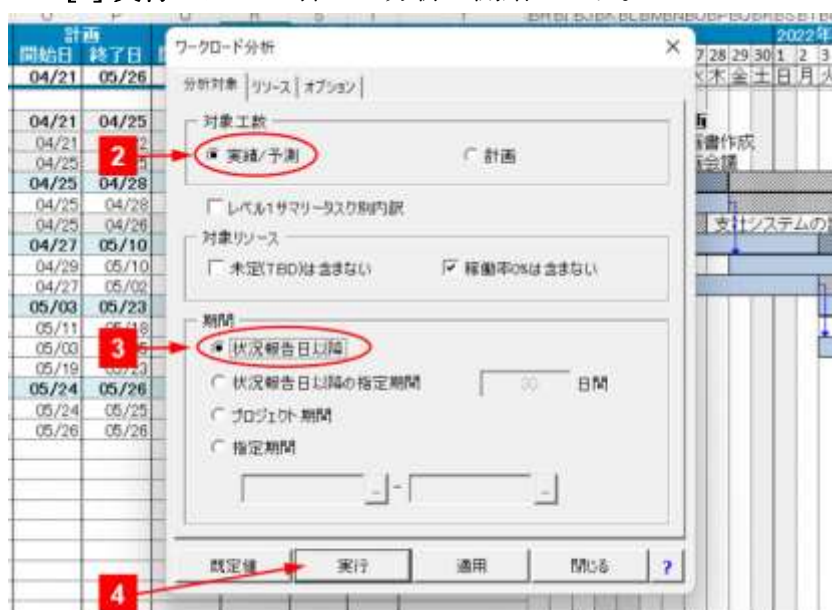 計画
2022年
開始日 終了日
28 29 30 1 2 3
木 金 土 日 月 火
04/21 05/26
04/21 04/25
04/21
04/25
04/25 04/28
04/25 04/28
04/25 04/26
04/27 05/10
04/29 05/10
04/27 05/02
05/03 05/23
05/11
05/03
05/19
05/24 05/26
05/24 05/25
05/26 05/26
書作成
会議
支社システムの
ワークロード分析
分析対象 リソース オプション
対象工数
2
実績/予測 計画
レベル1サマリータスク別内訳
対象リソース
未定(TBD)は含まない 稼働率0%は含まない
期間
3
状況報告日以降
状況報告日以降の指定期間 30 日間
プロジェクト期間
指定期間
-
既定値 実行 適用 閉じる ?
4